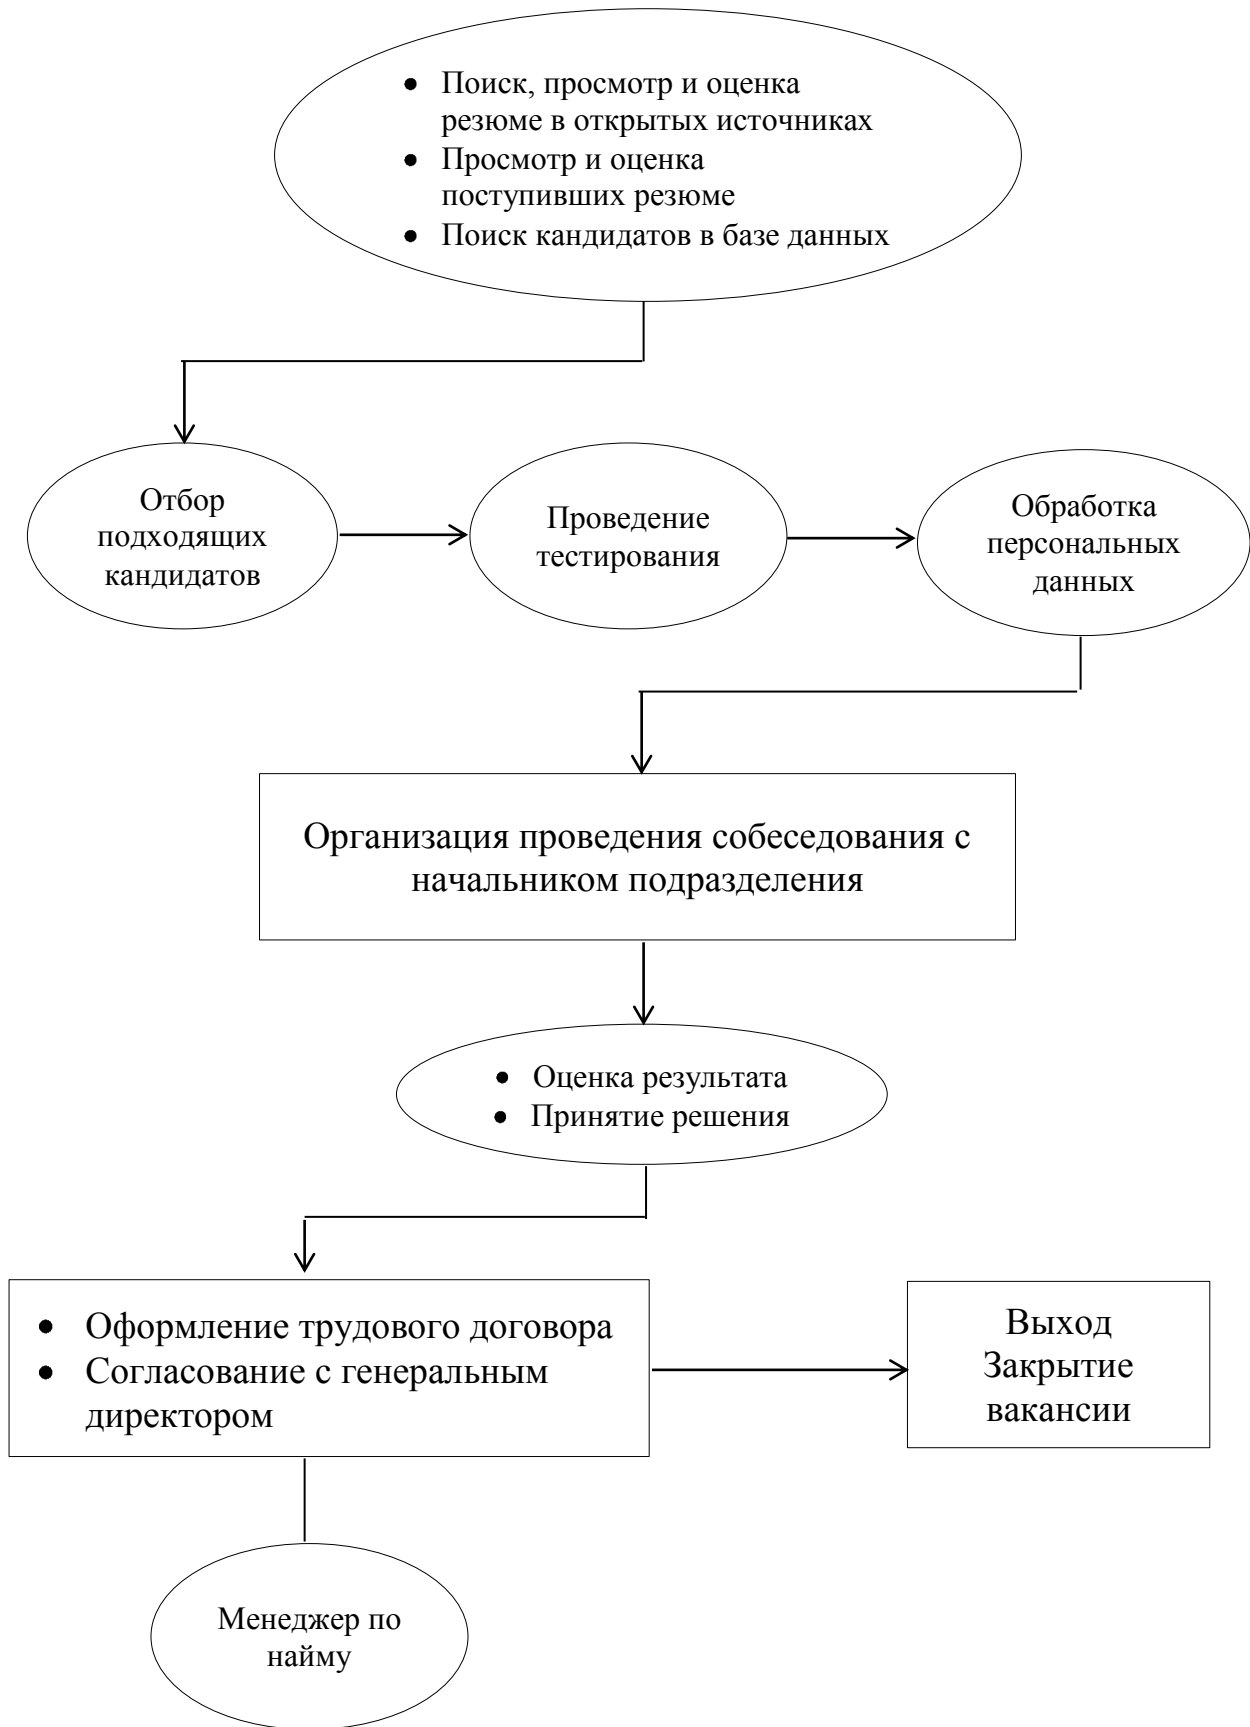 • Поиск, просмотр и оценка
резюме в открытых источниках
• Просмотр и оценка
поступивших резюме
• Поиск кандидатов в базе данных
Отбор
подходящих
кандидатов
Проведение
тестирования
Обработка
персональных
данных
Организация проведения собеседования с
начальником подразделения
• Оценка результата
• Принятие решения
• Оформление трудового договора
• Согласование с генеральным
директором
Выход
Закрытие
вакансии
Менеджер по
найму